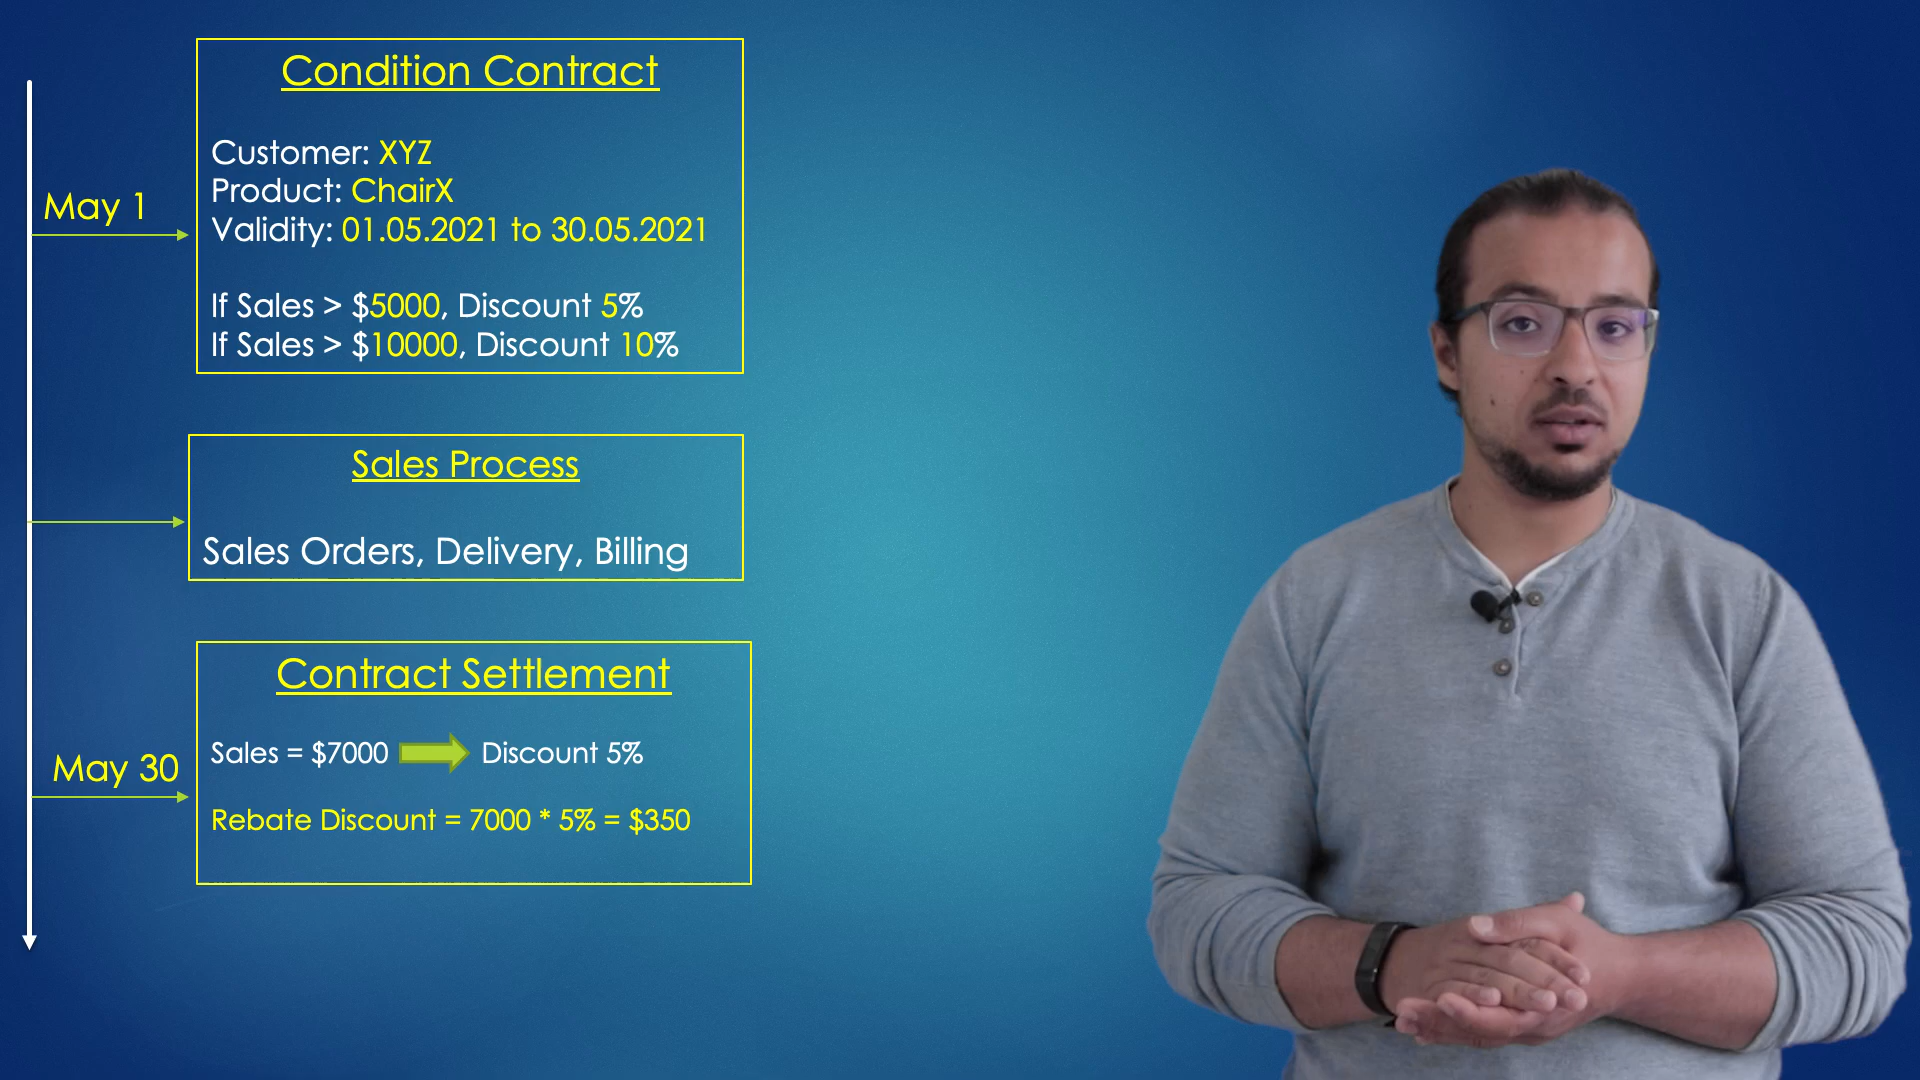 Condition Contract
Customer: XYZ
Product: ChairX
May 1
Validity: 01.05.2021 to 30.05.2021
If Sales > $5000, Discount 5%
If Sales > $10000, Discount 10%
Sales Process
Sales Orders, Delivery, Billing
Contract Settlement
Sales = $7000 Discount 5%
May 30
Rebate Discount = 7000 * 5% = $350